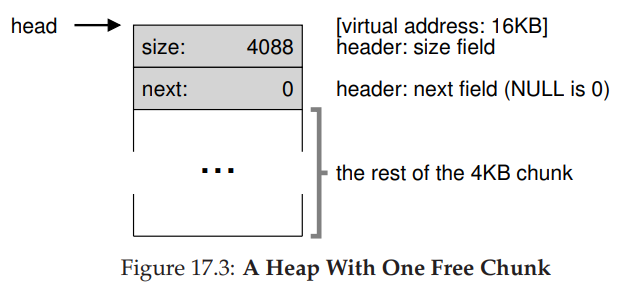 head
[virtual address: 16KB]
size: 4088
header: size field
next: 0
header: next field (NULL is 0)
...
the rest of the 4KB chunk
Figure 17.3: A Heap With One Free Chunk